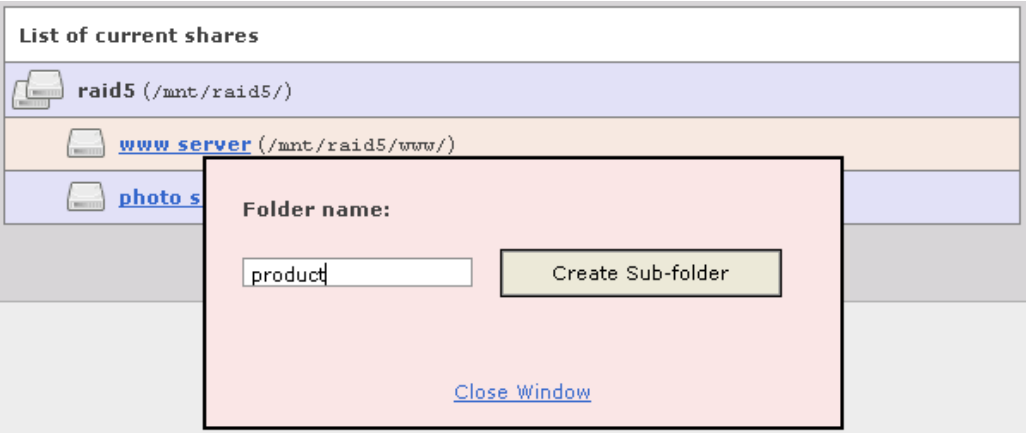 List of current shares
raid5 (/mnt/raid5/)
www server (/mnt/raid5/www/)
photo s
Folder name:
product
Create Sub-folder
Close Window